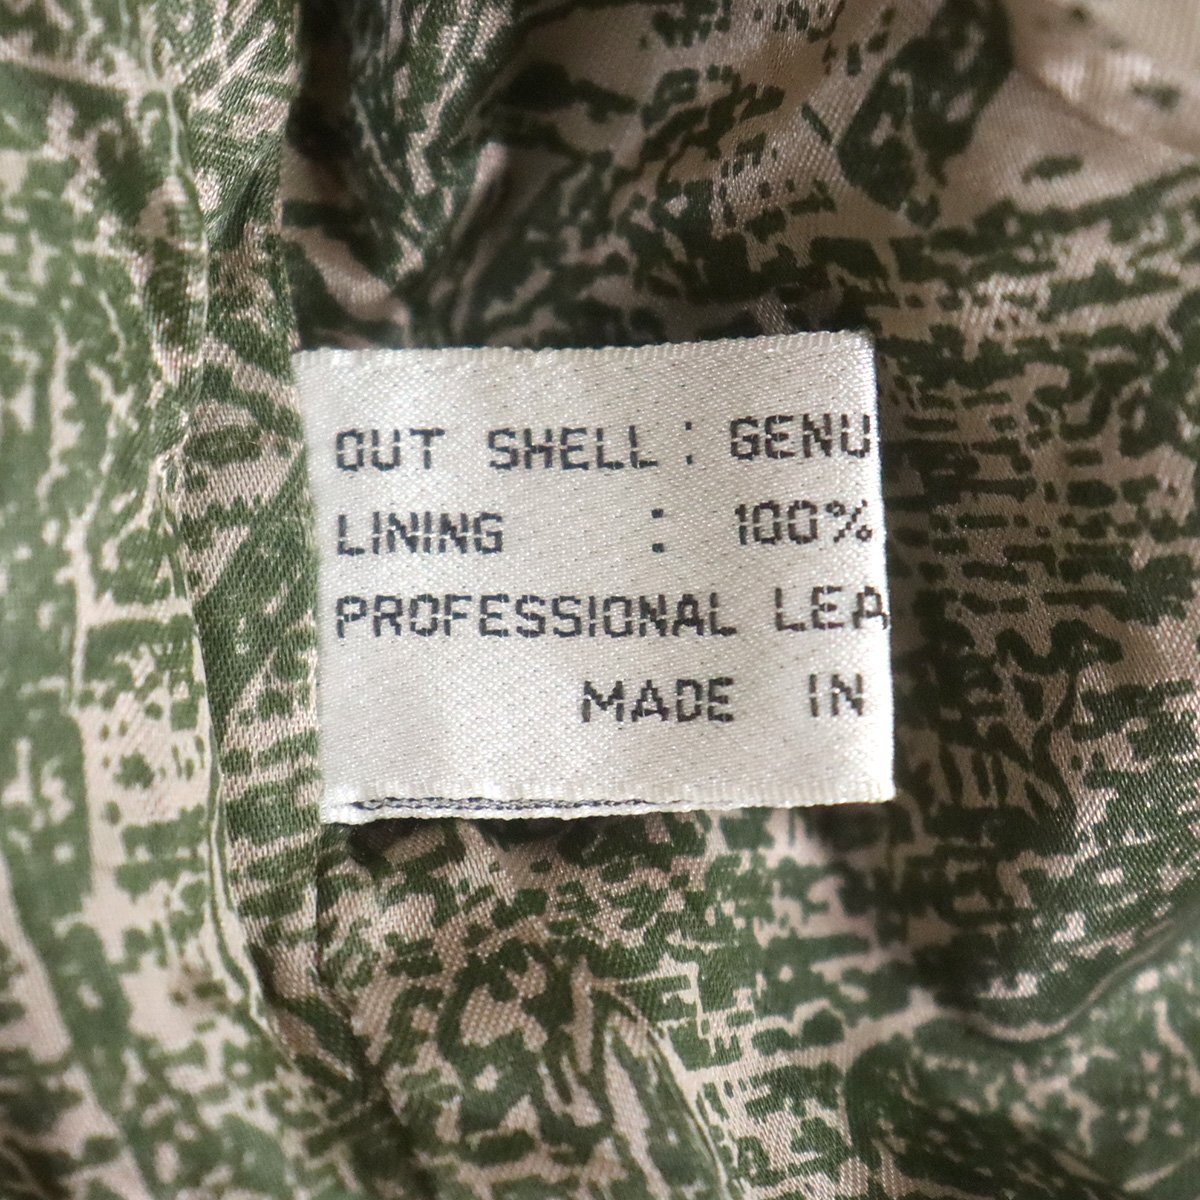 OUT SHELL : GENU
LINING : 100%
PROFESSIONAL LEA
MADE IN